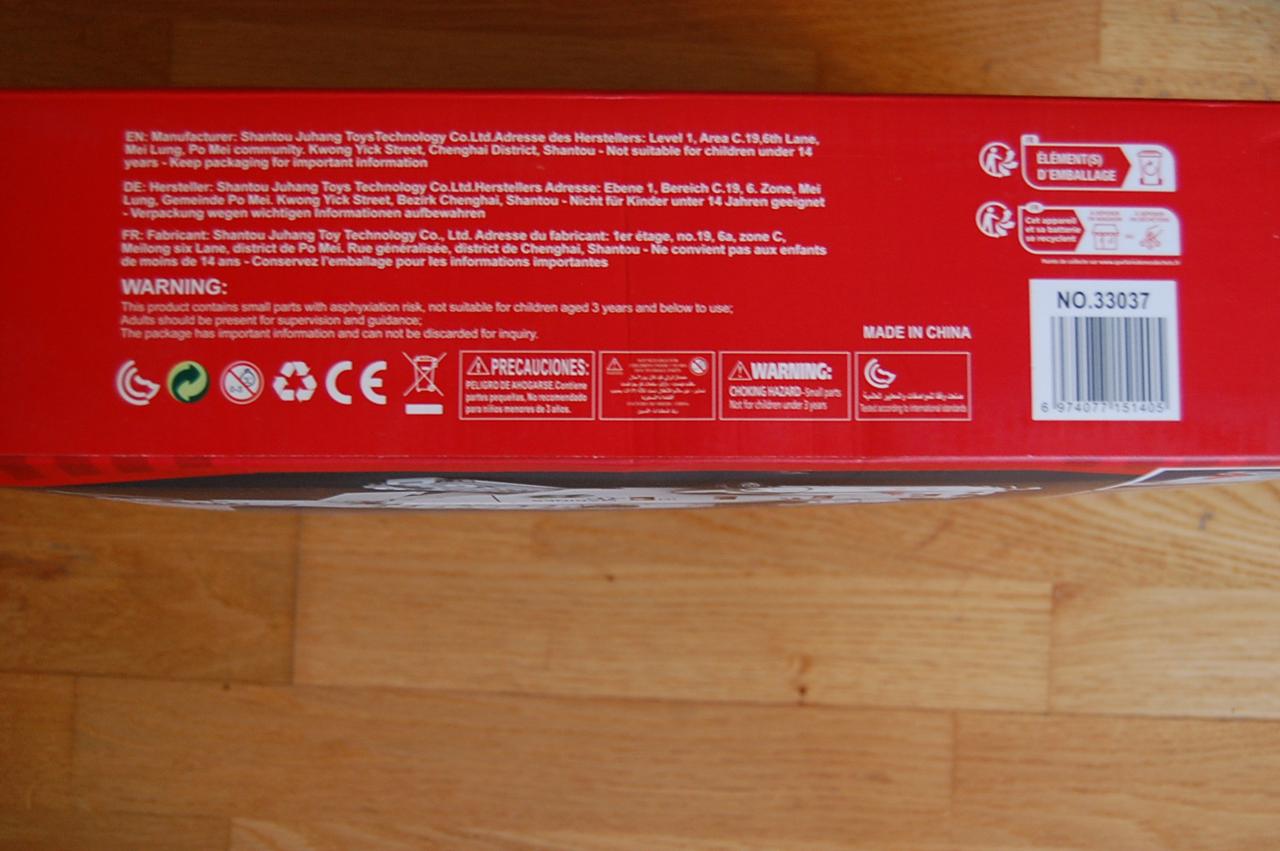 EN: Manufacturer: Shantou Juhang ToysTechnology Co.Ltd.Adresse des Herstellers: Level 1, Area C.19,6th Lane,
Mei Lung, Po Mei community. Kwong Yick Street, Chenghai District, Shantou - Not suitable for children under 14
years - Keep packaging for important information
DE: Hersteller: Shantou Juhang Toys Technology Co.Ltd.Herstellers Adresse: Ebene 1, Bereich C.19, 6. Zone, Mei
Lung, Gemeinde Po Mei. Kwong Yick Street, Bezirk Chenghai, Shantou - Nicht für Kinder unter 14 Jahren geeignet
- Verpackung wegen wichtigen Informationen aufbewahren
FR: Fabricant: Shantou Juhang Toy Technology Co., Ltd. Adresse du fabricant: 1er étage, no.19, 6a, zone C,
Meilong six Lane, district de Po Mei. Rue généralisée, district de Chenghai, Shantou - Ne convient pas aux enfants
de moins de 14 ans - Conservez l'emballage pour les informations importantes
WARNING:
This product contains small parts with asphyxiation risk, not suitable for children aged 3 years and below to use;
Adults should be present for supervision and guidance;
The package has important information and can not be discarded for inquiry.
MADE IN CHINA
0-3
CE
PRECAUCIONES:
PELIGRO DE AHOGARSE.Contiene
partes pequeñas, No recomendado
para niños menores de 3 años.
WARNING:
CHOKING HAZARD-Small parts
Not for children under 3 years
Tested according to international standards
FR
ÉLÉMENT(S)
D'EMBALLAGE
FR
Cet appareil
et sa batterie
se recyclent
NO.33037
6 974077 151405